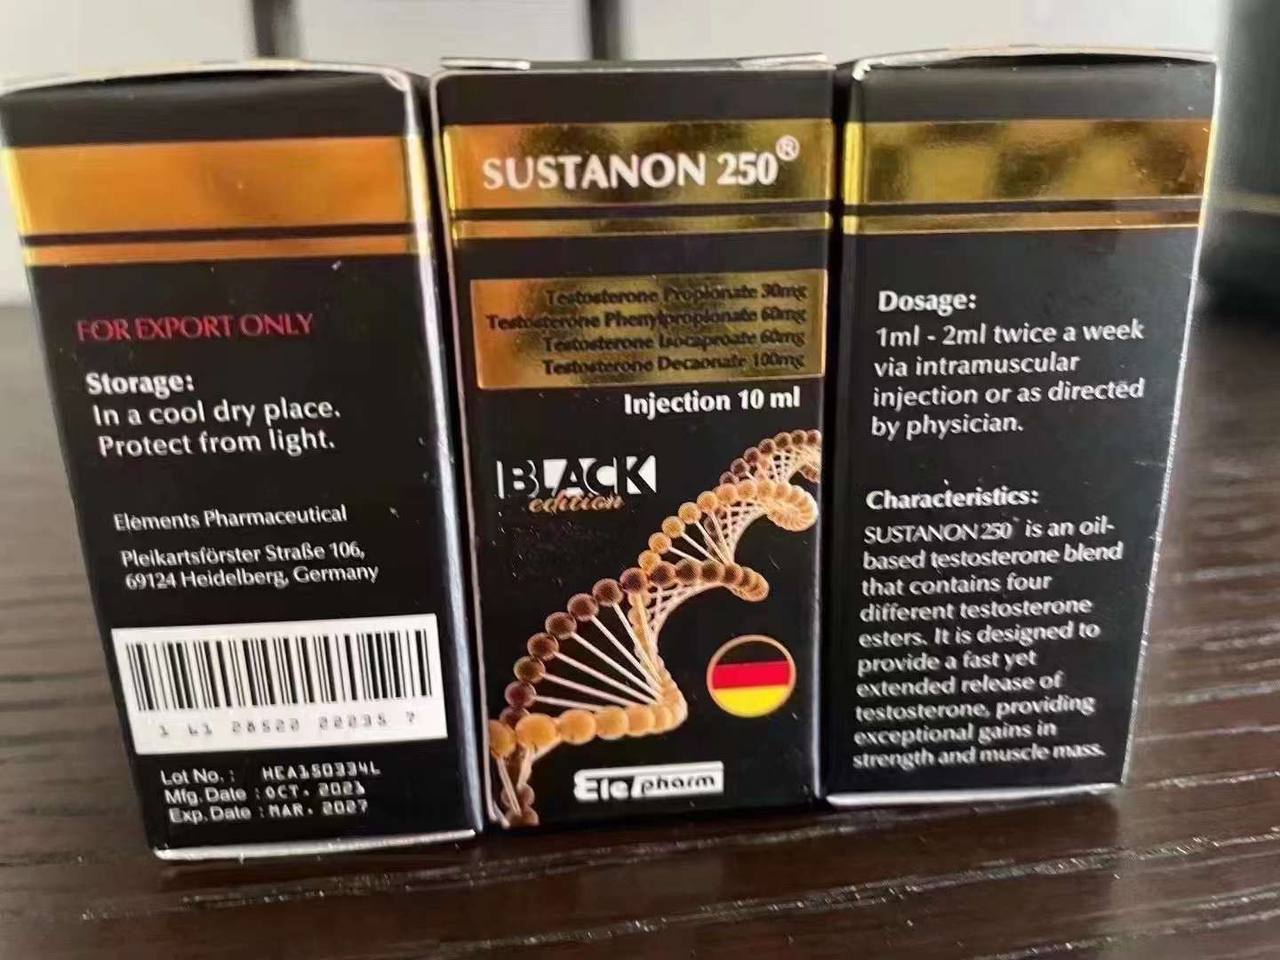 FOR EXPORT ONLY
Storage:
In a cool dry place.
Protect from light.
Elements Pharmaceutical
Pleikartsförster Straße 106,
69124 Heidelberg, Germany
Lot No. : HEA150334L
Mfg. Date : OCT. 2021
Exp. Date : MAR. 2027
SUSTANON 250®
Testosterone Propionate 30mg
Testosterone Phenylpropionate 60mg
Testosterone Isocaproate 60mg
Testosterone Decaonate 100mg
Injection 10 ml
BLACK
edition
Ele pharm
Dosage:
1ml - 2ml twice a week
via intramuscular
injection or as directed
by physician.
Characteristics:
SUSTANON 250 is an oil-
based testosterone blend
that contains four
different testosterone
esters. It is designed to
provide a fast yet
extended release of
testosterone, providing
exceptional gains in
strength and muscle mass.